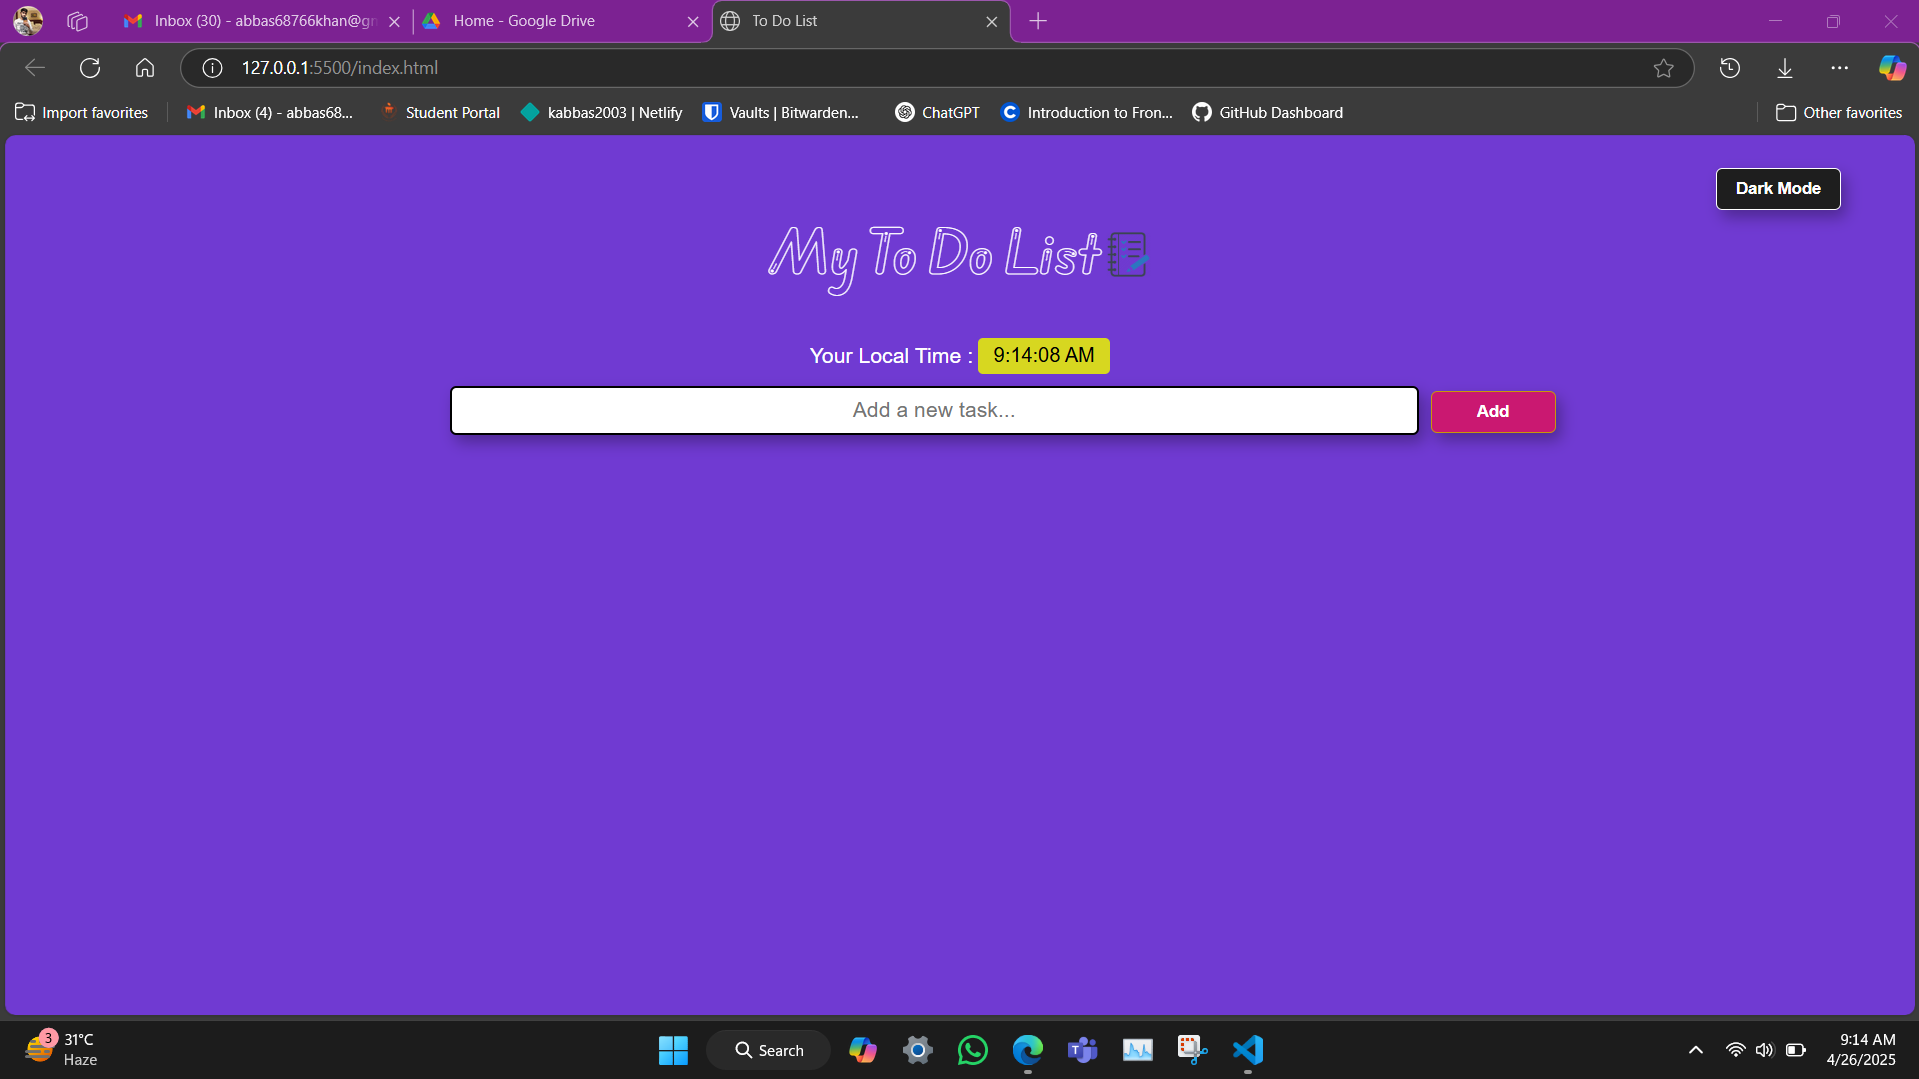 Inbox (30) - abbas68766khan@gn
Home - Google Drive
To Do List
127.0.0.1:5500/index.html
Import favorites
Inbox (4) - abbas68...
Student Portal
kabbas2003 | Netlify
Vaults | Bitwarden...
ChatGPT
Introduction to Fron...
GitHub Dashboard
Other favorites
Dark Mode
My To Do List
Your Local Time : 9:14:08 AM
Add a new task...
Add
3
31°C
Haze
Search
9:14 AM
4/26/2025